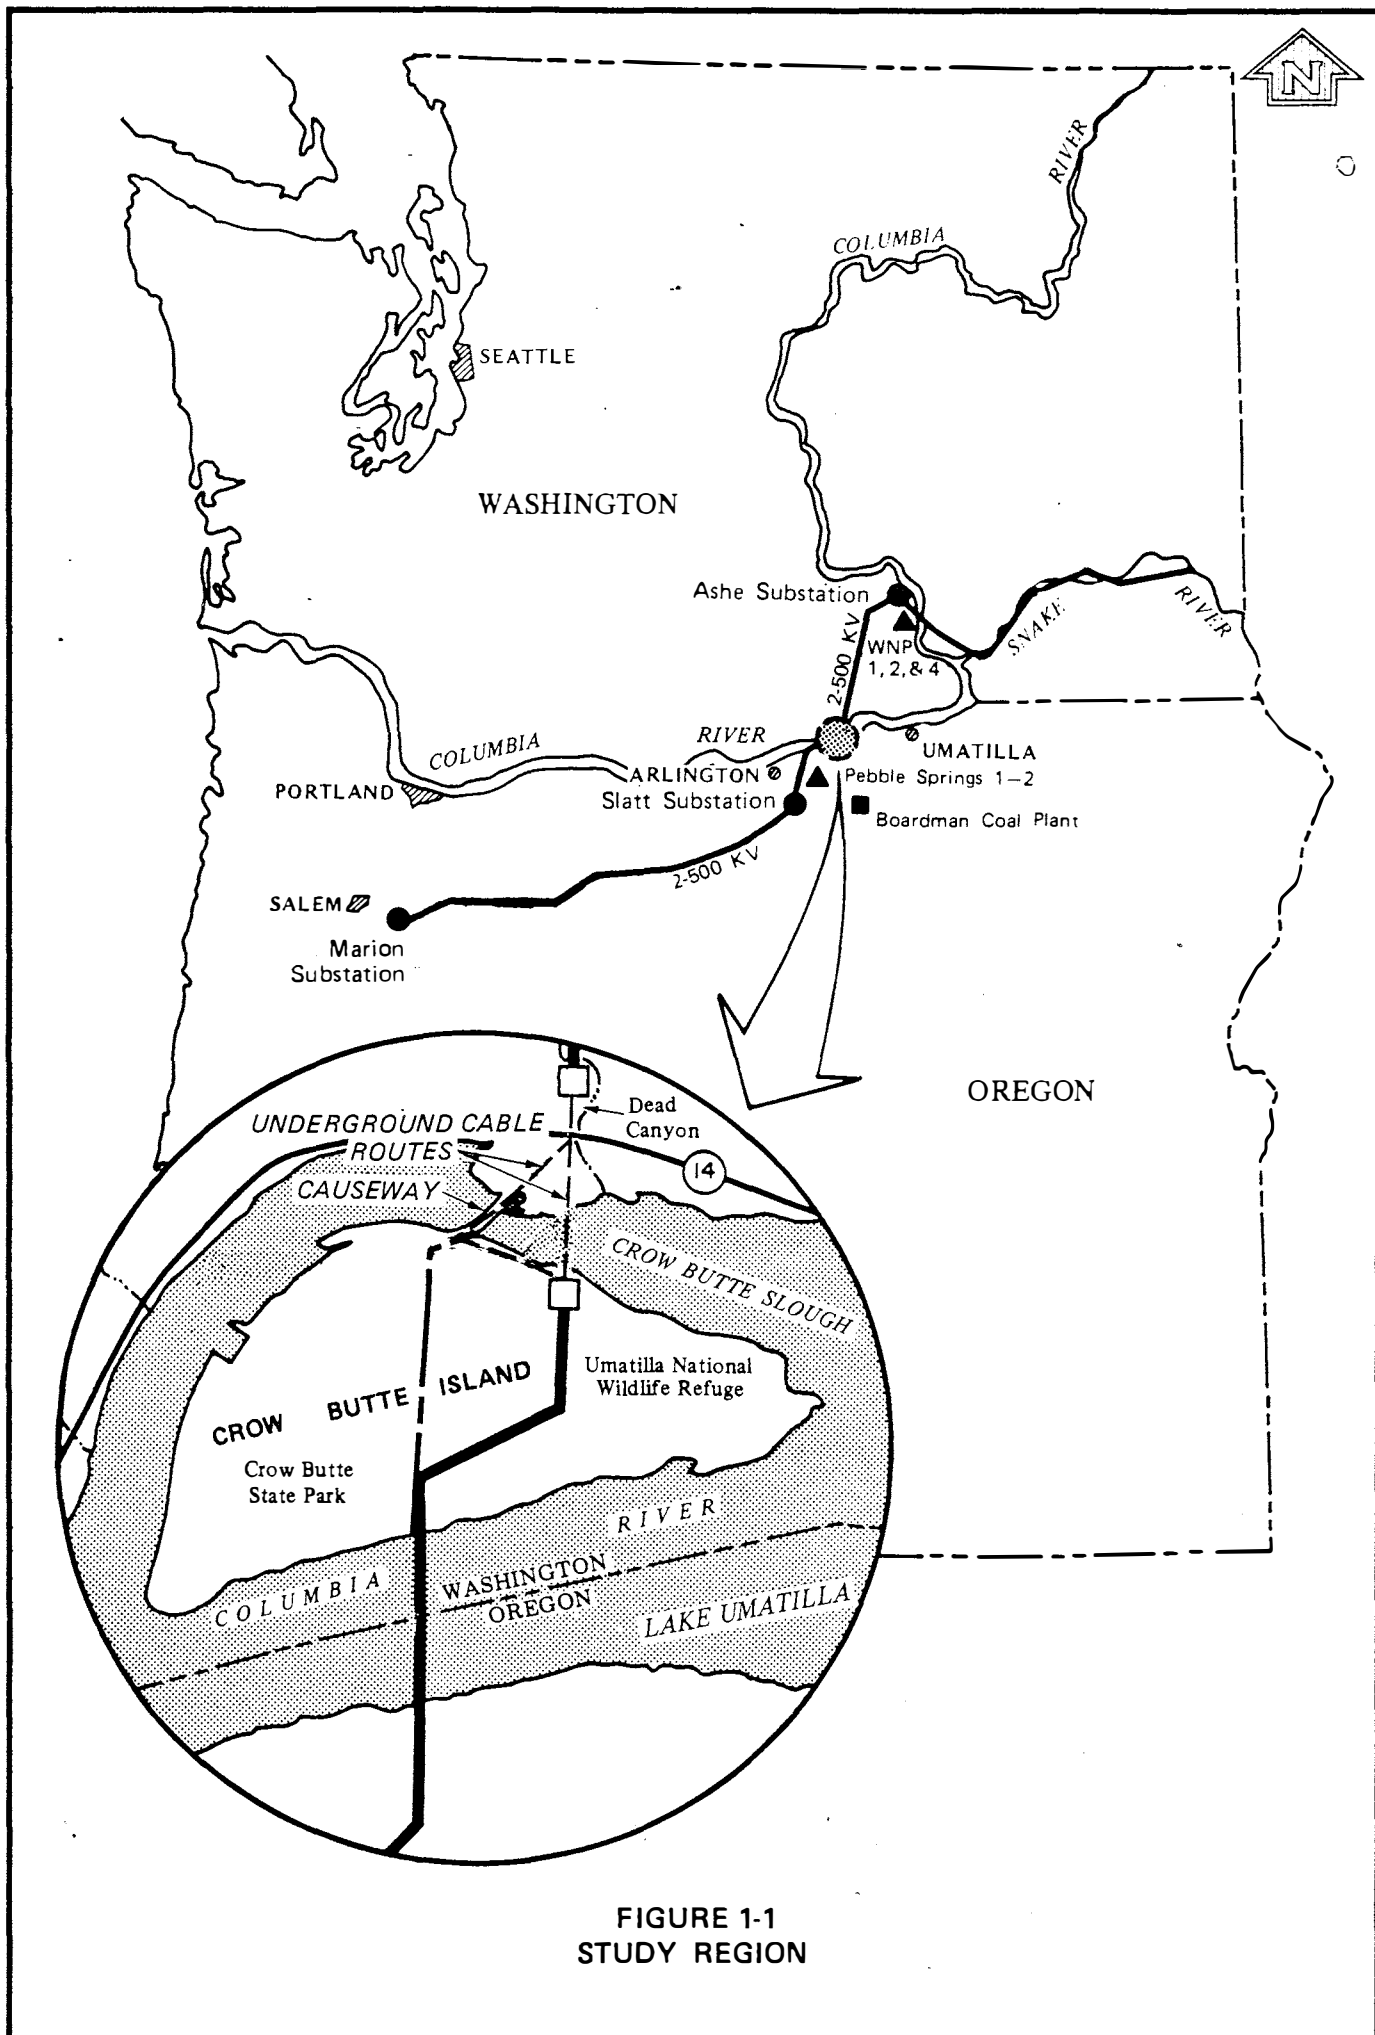 N
RIVER
COLUMBIA
SEATTLE
WASHINGTON
Ashe Substation
2-500 KV
WNP
1, 2, & 4
SNAKE
RIVER
COLUMBIA
RIVER
UMATILLA
ARLINGTON
Pebble Springs 1-2
PORTLAND
Slatt Substation
Boardman Coal Plant
2-500 KV
SALEM
Marion
Substation
OREGON
Dead
Canyon
UNDERGROUND CABLE
ROUTES
14
CAUSEWAY
CROW BUTTE SLOUGH
Umatilla National
Wildlife Refuge
CROW BUTTE ISLAND
Crow Butte
State Park
RIVER
COLUMBIA
WASHINGTON
OREGON
LAKE UMATILLA
FIGURE 1-1
STUDY REGION